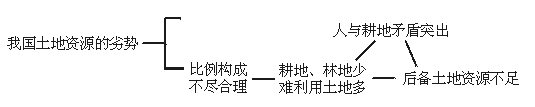 人与耕地矛盾突出
我国土地资源的劣势
比例构成
不尽合理
耕地、林地少
难利用土地多
后备土地资源不足